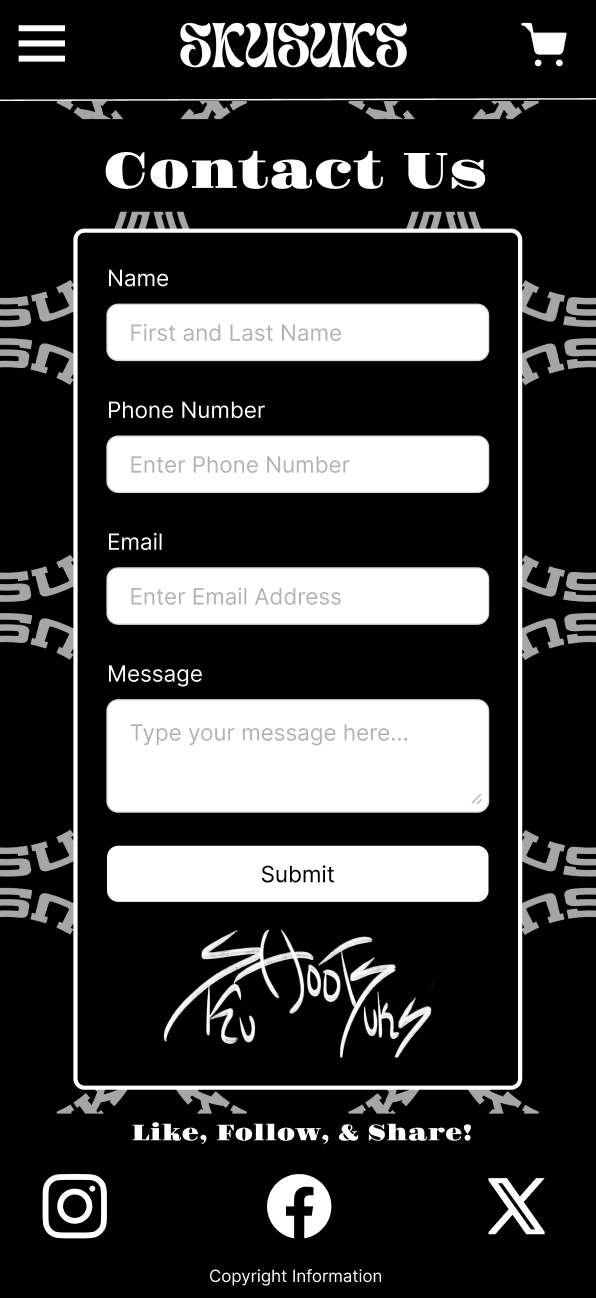 SKUSUKS
Contact Us
Name
First and Last Name
Phone Number
Enter Phone Number
Email
Enter Email Address
Message
Type your message here...
Submit
SHOOTS
SKU SUKS
Like, Follow, & Share!
Copyright Information